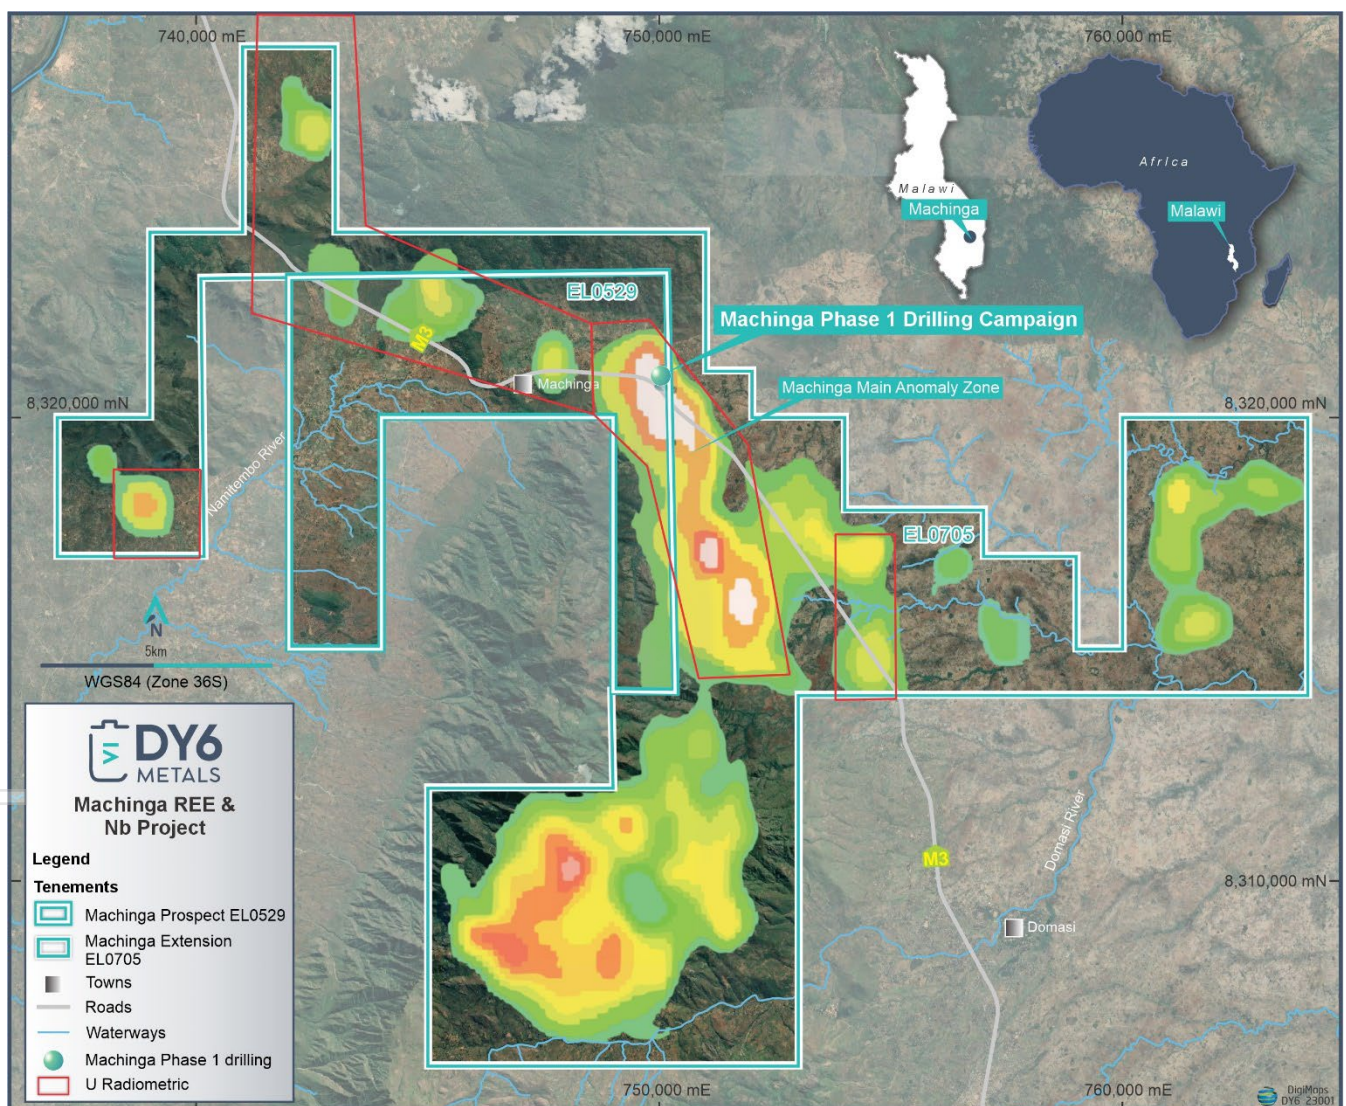 740,000 mE
750,000 mE
760,000 mE
Africa
Malawi
Machinga
Malawi
EL0529
Machinga Phase 1 Drilling Campaign
M3
Machinga
Machinga Main Anomaly Zone
8,320,000 mN
8,320,000 mN
Namitembo River
EL0705
N
5km
WGS84 (Zone 36S)
DY6
METALS
Machinga REE &
Nb Project
Legend
Tenements
Machinga Prospect EL0529
Machinga Extension
EL0705
Towns
Roads
Waterways
Machinga Phase 1 drilling
U Radiometric
M3
Domasi River
8,310,000 mN
Domasi
750,000 mE
760,000 mE
DigiMaps
DY6_23001